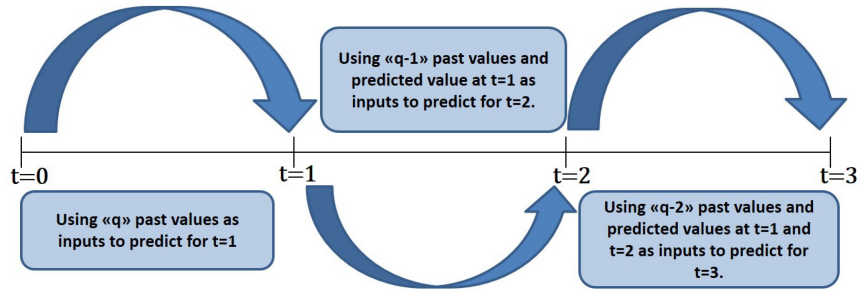 Using «q-1» past values and
predicted value at t=1 as
inputs to predict for t=2.
t=0
t=1
t=2
t=3
Using «q» past values as
inputs to predict for t=1
Using «q-2» past values and
predicted values at t=1 and
t=2 as inputs to predict for
t=3.